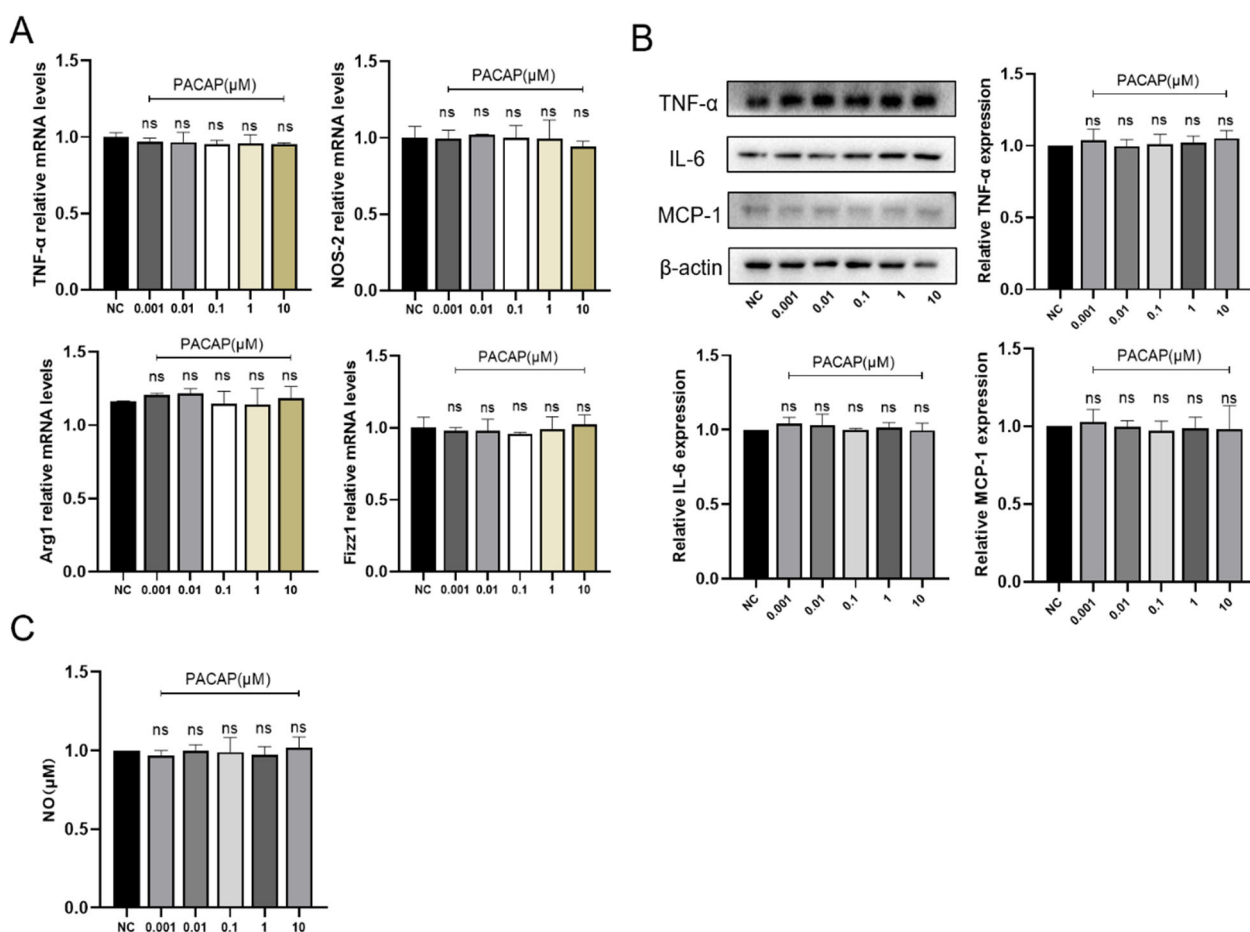 A
TNF-α relative mRNA levels
1.5
1.0
0.5
0.0
PACAP(μM)
ns ns ns ns ns
NC 0.001 0.01 0.1 1 10
NOS-2 relative mRNA levels
1.5
1.0
0.5
0.0
PACAP(μM)
ns ns ns ns ns
NC 0.001 0.01 0.1 1 10
Arg1 relative mRNA levels
1.5
1.0
0.5
0.0
PACAP(μM)
ns ns ns ns ns
NC 0.001 0.01 0.1 1 10
Fizz1 relative mRNA levels
1.5
1.0
0.5
0.0
PACAP(μM)
ns ns ns ns ns
NC 0.001 0.01 0.1 1 10
B
TNF-α
IL-6
MCP-1
β-actin
NC 0.001 0.01 0.1 1 10
Relative TNF-α expression
1.5
1.0
0.5
0.0
PACAP(μM)
ns ns ns ns ns
NC 0.001 0.01 0.1 1 10
Relative IL-6 expression
1.5
1.0
0.5
0.0
PACAP(μM)
ns ns ns ns ns
NC 0.001 0.01 0.1 1 10
Relative MCP-1 expression
1.5
1.0
0.5
0.0
PACAP(μM)
ns ns ns ns ns
NC 0.001 0.01 0.1 1 10
C
NO(μM)
1.5
1.0
0.5
0.0
PACAP(μM)
ns ns ns ns ns
NC 0.001 0.01 0.1 1 10